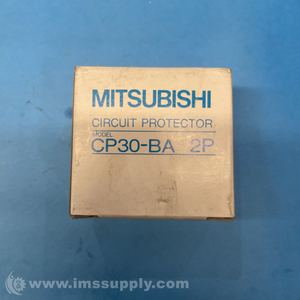 MITSUBISHI
CIRCUIT PROTECTOR
MODEL
CP30-BA 2P
© www.imssupply.com